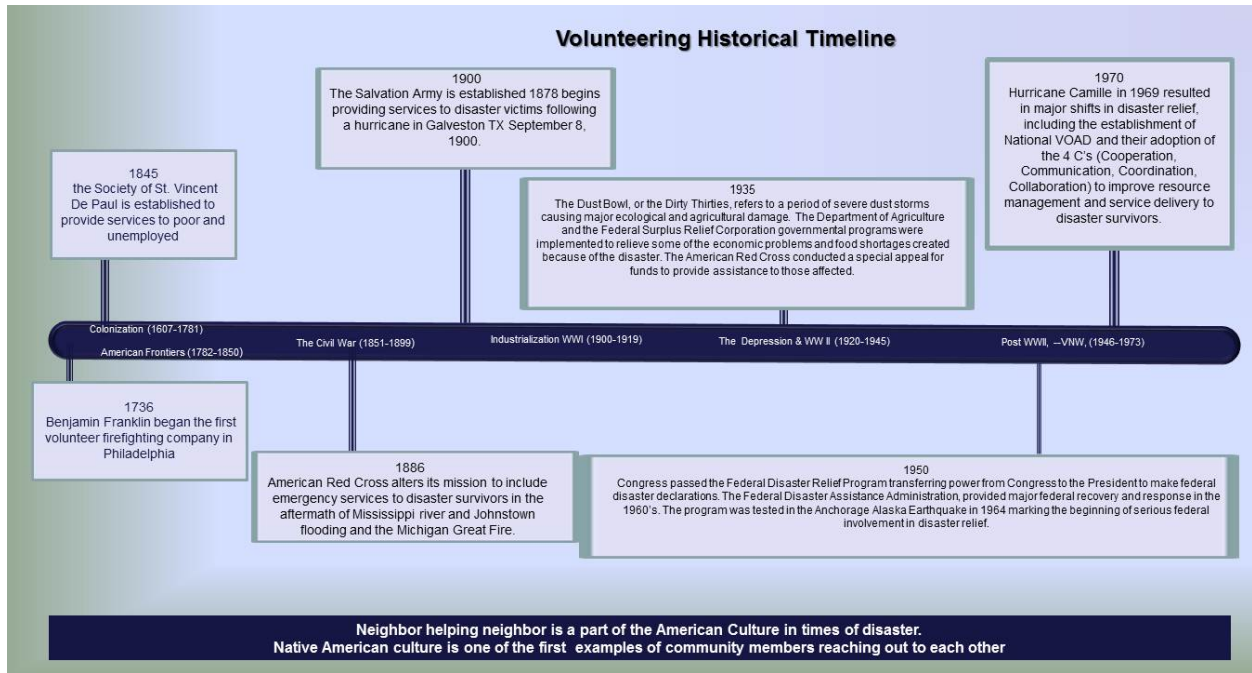 Volunteering Historical Timeline
1900
The Salvation Army is established 1878 begins
providing services to disaster victims following
a hurricane in Galveston TX September 8,
1900.
1970
Hurricane Camille in 1969 resulted
in major shifts in disaster relief,
including the establishment of
National VOAD and their adoption of
the 4 C's (Cooperation,
Communication, Coordination,
Collaboration) to improve resource
management and service delivery to
disaster survivors.
1845
the Society of St. Vincent
De Paul is established to
provide services to poor and
unemployed
1935
The Dust Bowl, or the Dirty Thirties, refers to a period of severe dust storms
causing major ecological and agricultural damage. The Department of Agriculture
and the Federal Surplus Relief Corporation governmental programs were
implemented to relieve some of the economic problems and food shortages created
because of the disaster. The American Red Cross conducted a special appeal for
funds to provide assistance to those affected.
Colonization (1607-1781)
American Frontiers (1782-1850)
The Civil War (1851-1899)
Industrialization WWI (1900-1919)
The Depression & WW II (1920-1945)
Post WWII, --VNW, (1946-1973)
1736
Benjamin Franklin began the first
volunteer firefighting company in
Philadelphia
1886
American Red Cross alters its mission to include
emergency services to disaster survivors in the
aftermath of Mississippi river and Johnstown
flooding and the Michigan Great Fire.
1950
Congress passed the Federal Disaster Relief Program transferring power from Congress to the President to make federal
disaster declarations. The Federal Disaster Assistance Administration, provided major federal recovery and response in the
1960's. The program was tested in the Anchorage Alaska Earthquake in 1964 marking the beginning of serious federal
involvement in disaster relief.
Neighbor helping neighbor is a part of the American Culture in times of disaster.
Native American culture is one of the first examples of community members reaching out to each other